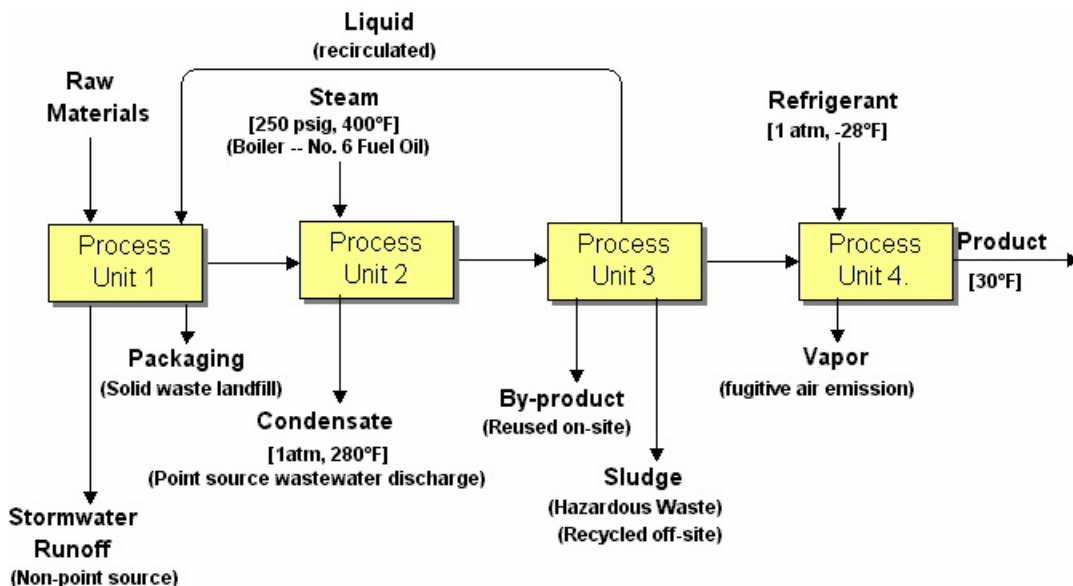 Liquid
(recirculated)
Raw
Materials
Steam
[250 psig, 400°F]
(Boiler -- No. 6 Fuel Oil)
Refrigerant
[1 atm, -28°F]
Process
Unit 1
Process
Unit 2
Process
Unit 3
Process
Unit 4.
Product
[30°F]
Packaging
(Solid waste landfill)
Condensate
[1atm, 280°F]
(Point source wastewater discharge)
By-product
(Reused on-site)
Vapor
(fugitive air emission)
Sludge
(Hazardous Waste)
(Recycled off-site)
Stormwater
Runoff
(Non-point source)